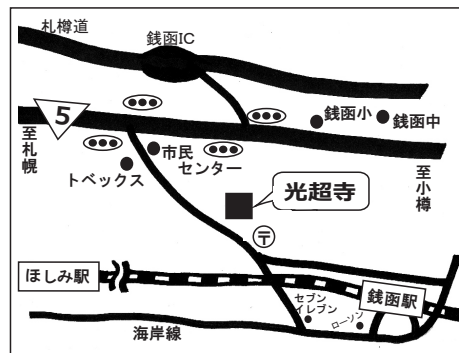 札樽道
銭函IC
5
銭函小
銭函中
至札幌
市民
センター
トベックス
光超寺
至小樽
〒
ほしみ駅
セブン
イレブン
ローソン
銭函駅
海岸線